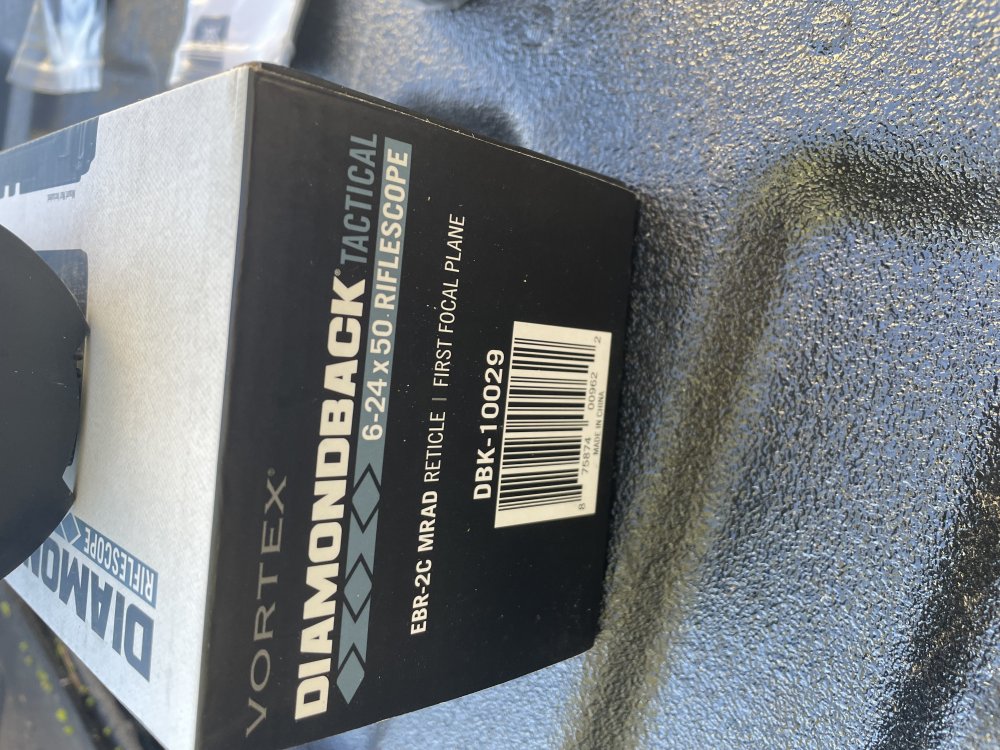 VORTEX®
DIAMONDBACK® TACTICAL
6-24 x 50 RIFLESCOPE
EBR-2C MRAD RETICLE | FIRST FOCAL PLANE
DBK-10029
8 75874 00962 2
MADE IN CHINA
DIAMON
RIFLESCOPE